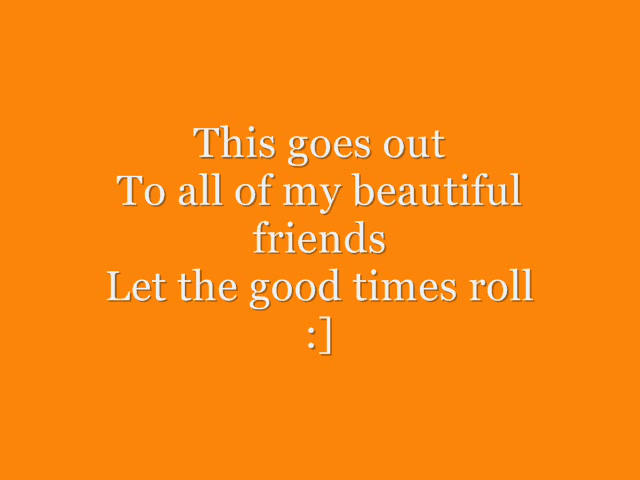 This goes out
To all of my beautiful
friends
Let the good times roll
:]